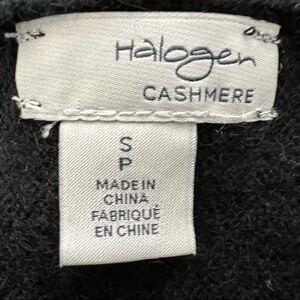 Halogen
CASHMERE
S
P
MADE IN
CHINA
FABRIQUÉ
EN CHINE